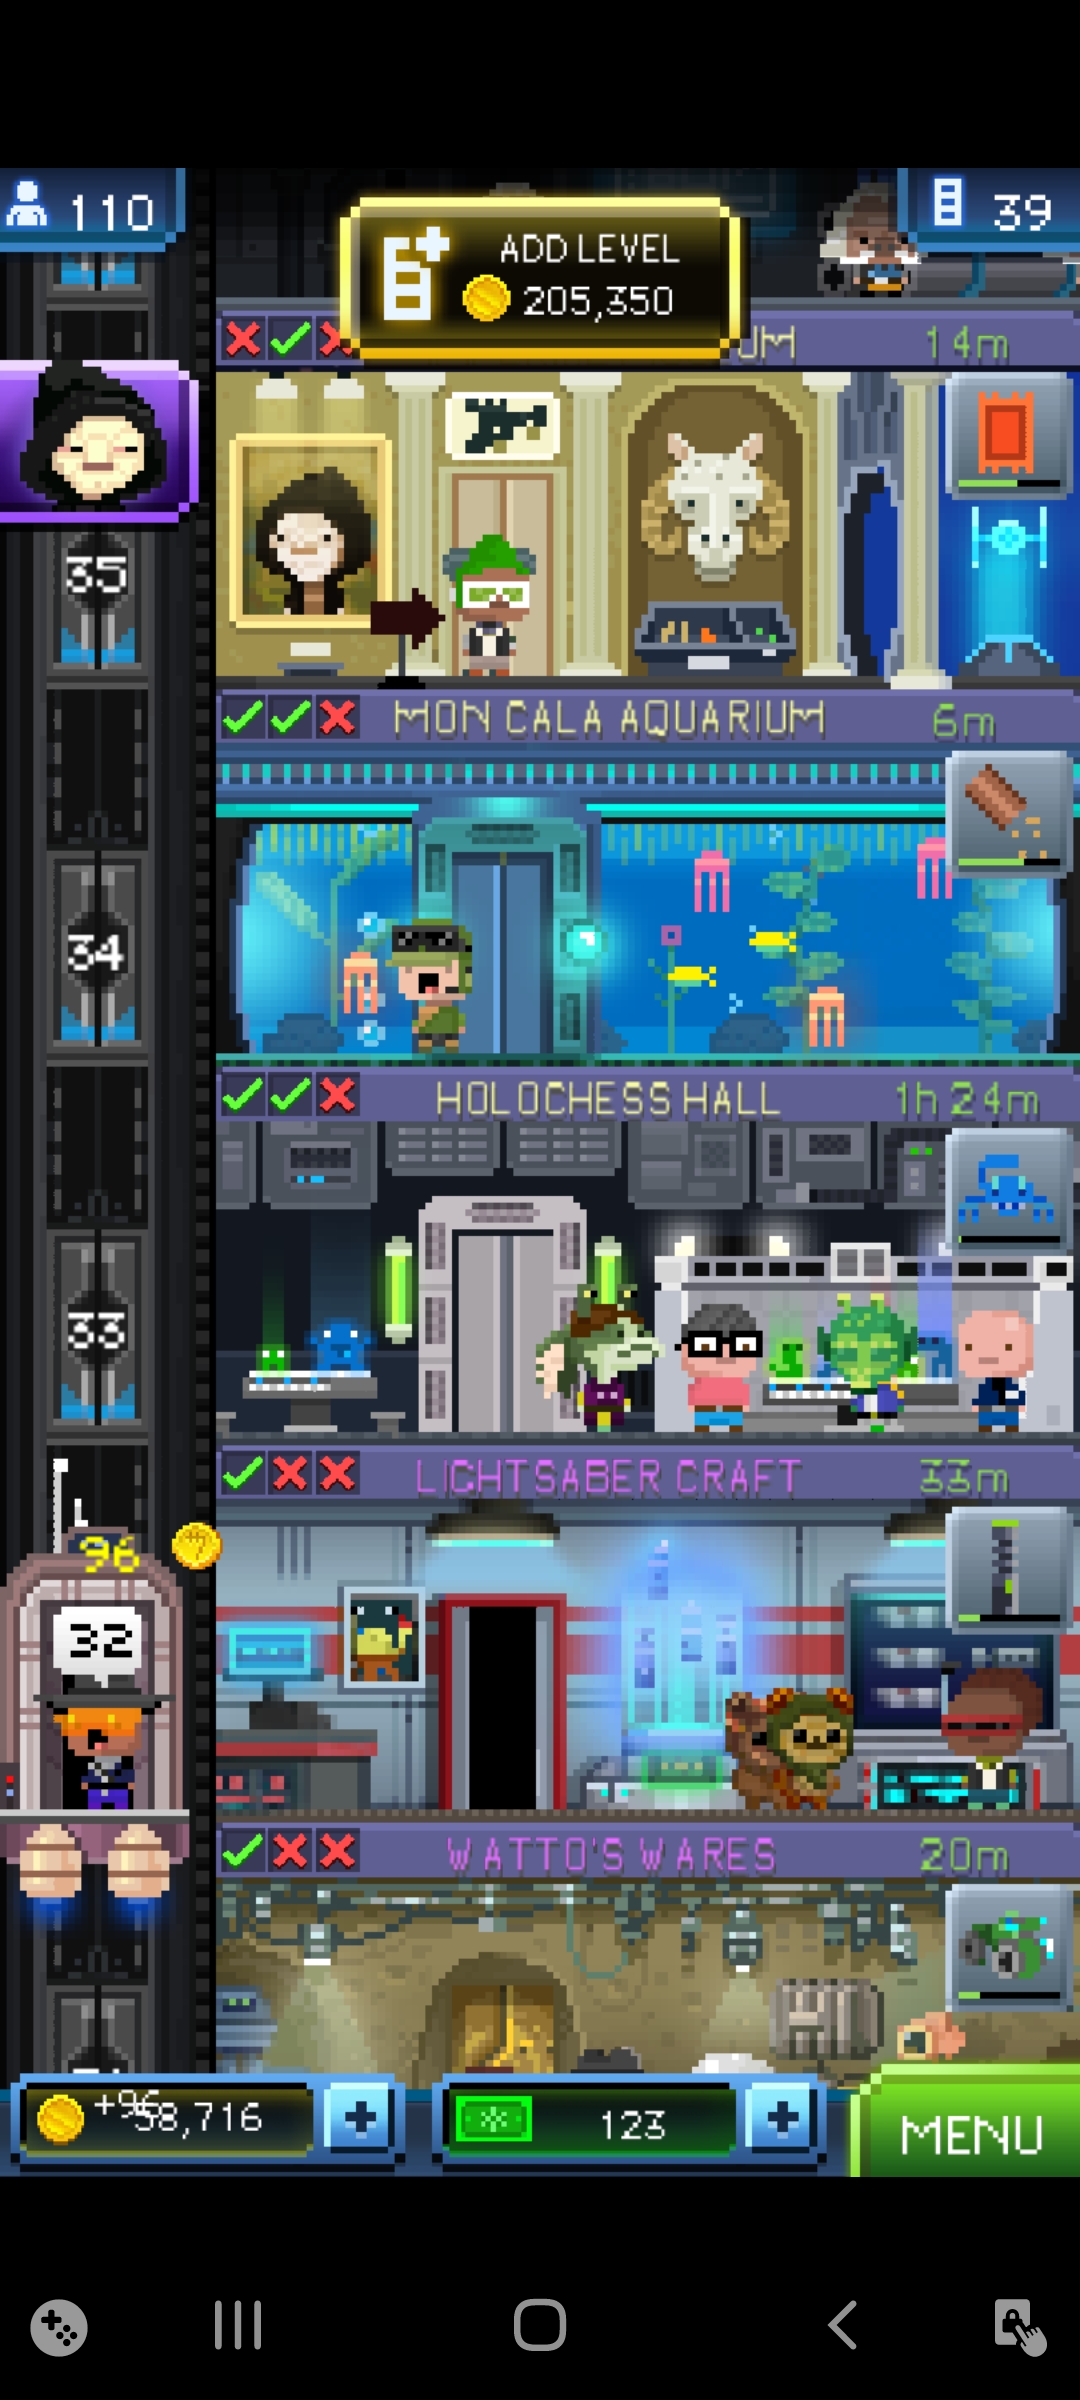 110
39
ADD LEVEL
205,350
UM 14m
35
MON CALA AQUARIUM 6m
34
HOLOCHESS HALL 1h 24m
33
LIGHTSABER CRAFT 33m
96
32
WATTO'S WARES 20m
+96
58,716
123
MENU